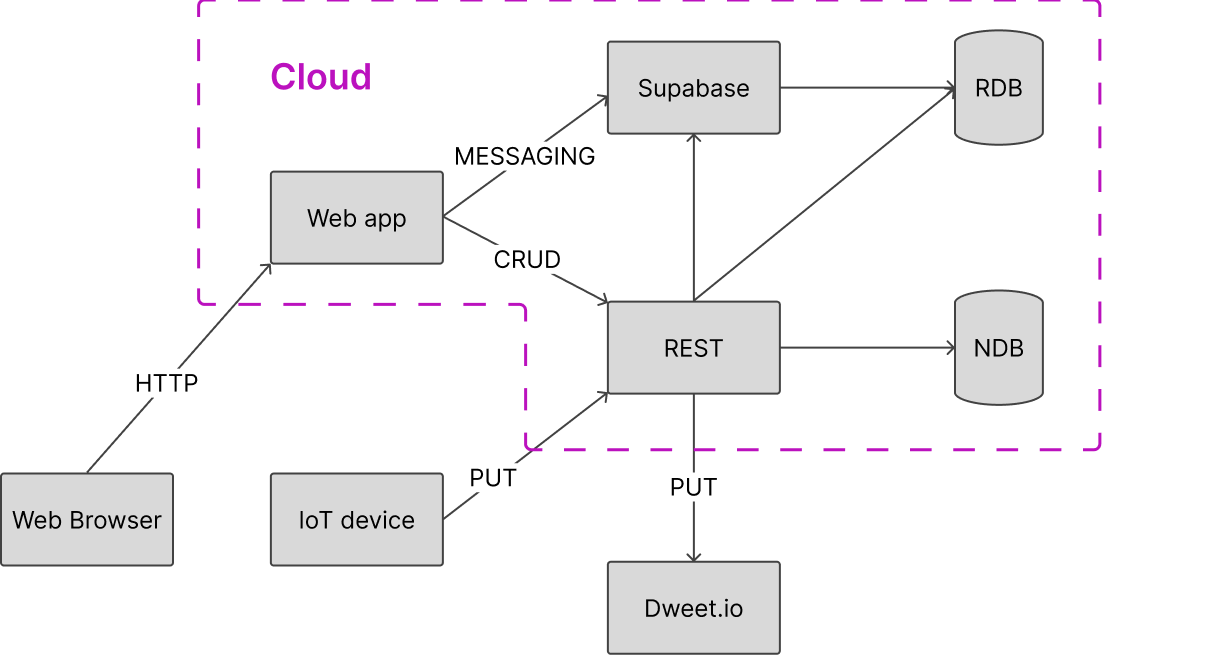 Cloud
Supabase
RDB
MESSAGING
Web app
CRUD
REST
NDB
HTTP
PUT
PUT
Web Browser
IoT device
Dweet.io